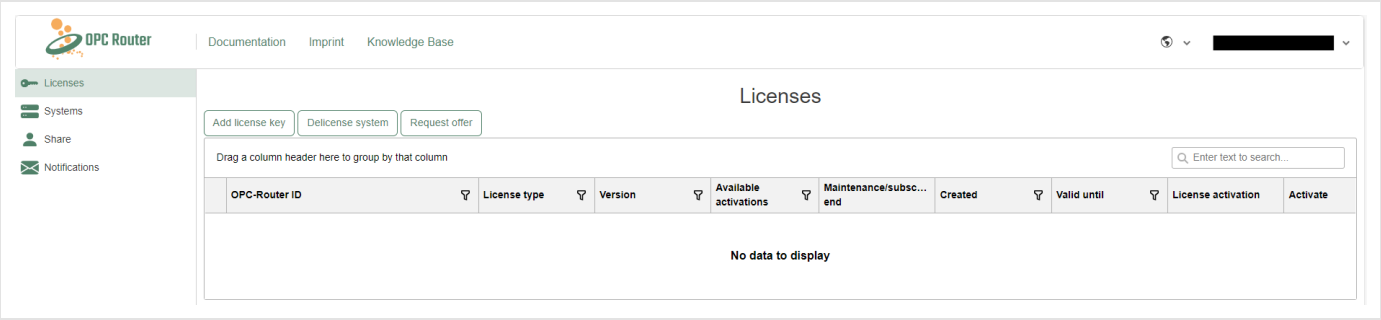 OPC Router
Documentation Imprint Knowledge Base
Licenses
Systems
Share
Notifications
Licenses
Add license key Delicense system Request offer
Drag a column header here to group by that column
Enter text to search...
OPC-Router ID License type Version Available activations Maintenance/subsc... end Created Valid until License activation Activate
No data to display